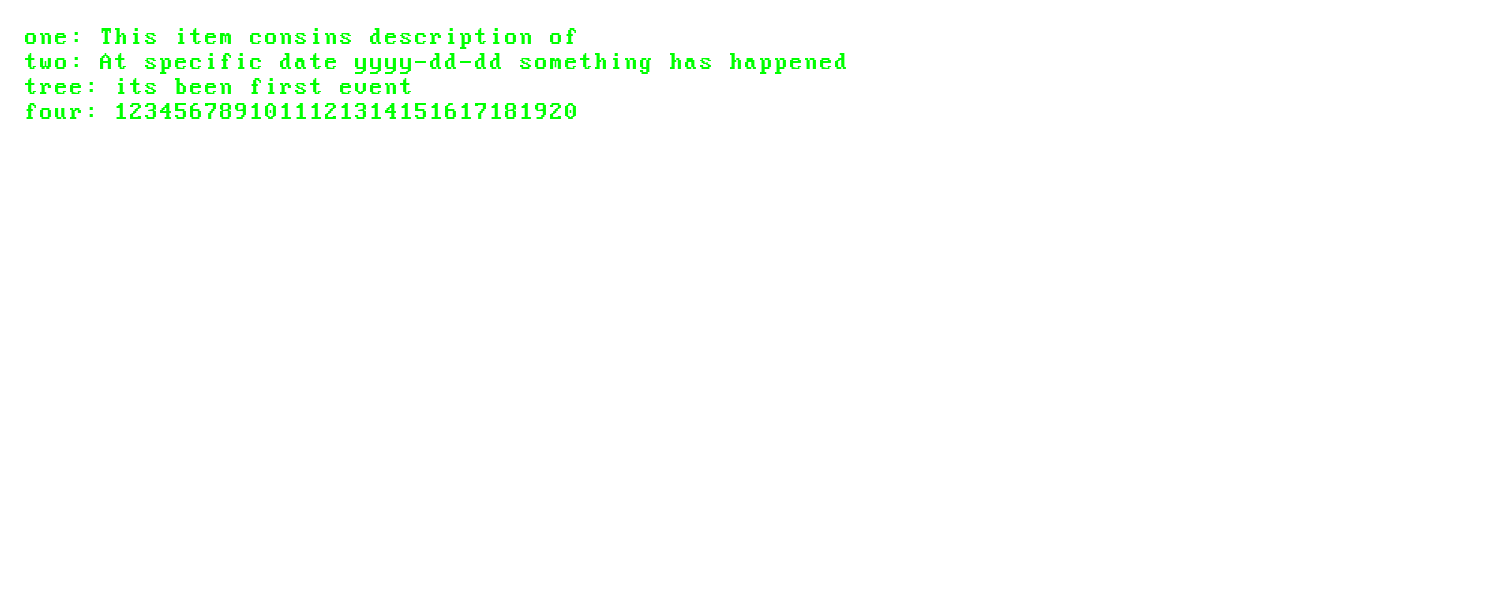 one: This item consins description of
two: At specific date yyyy-dd-dd something has happened
tree: its been first event
four: 1234567891011121314151617181920